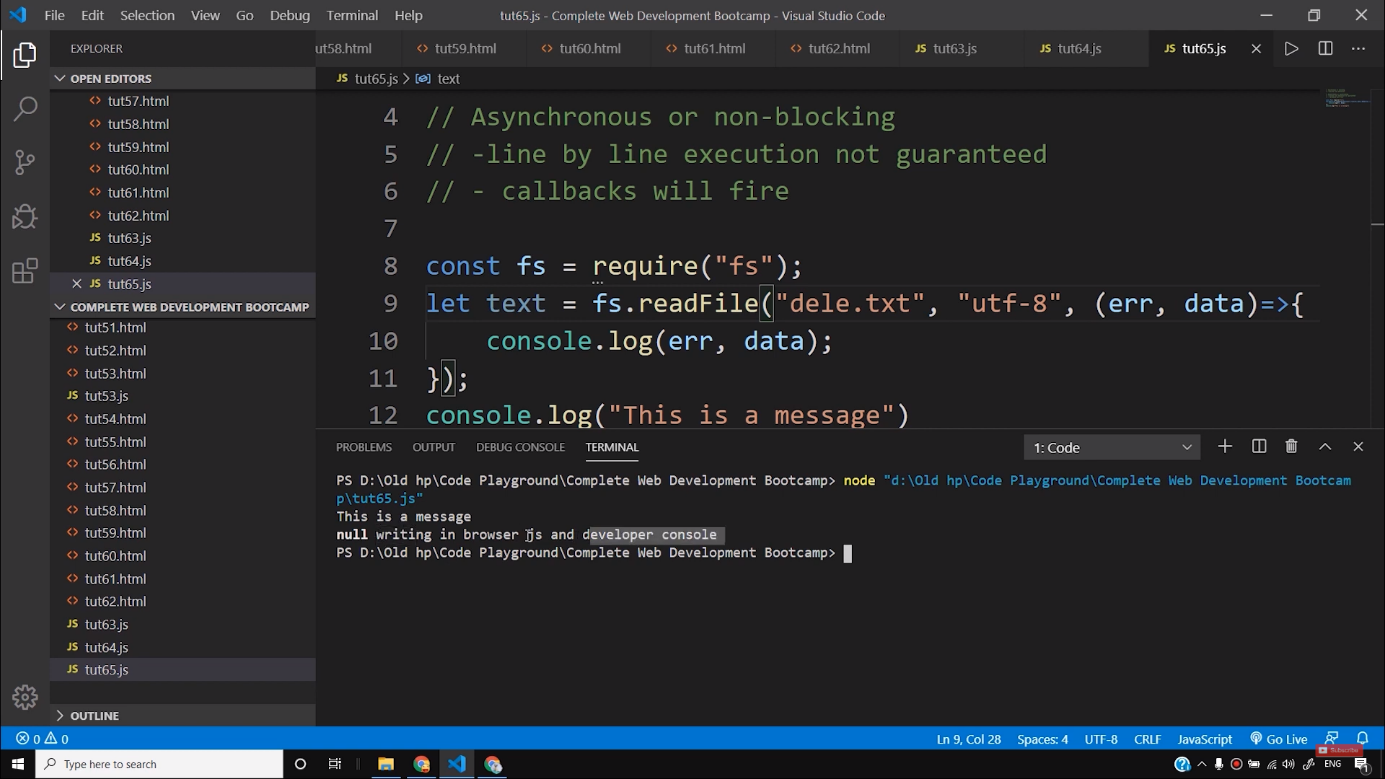 File Edit Selection View Go Debug Terminal Help
tut65.js - Complete Web Development Bootcamp - Visual Studio Code
EXPLORER
OPEN EDITORS
tut57.html
tut58.html
tut59.html
tut60.html
tut61.html
tut62.html
JS tut63.js
JS tut64.js
JS tut65.js
COMPLETE WEB DEVELOPMENT BOOTCAMP
tut51.html
tut52.html
tut53.html
JS tut53.js
tut54.html
tut55.html
tut56.html
tut57.html
tut58.html
tut59.html
tut60.html
tut61.html
tut62.html
JS tut63.js
JS tut64.js
JS tut65.js
OUTLINE
ut58.html tut59.html tut60.html tut61.html tut62.html JS tut63.js JS tut64.js JS tut65.js
JS tut65.js > text
4 // Asynchronous or non-blocking
5 // -line by line execution not guaranteed
6 // - callbacks will fire
7
8 const fs = require("fs");
9 let text = fs.readFile("dele.txt", "utf-8", (err, data)=>{
10 console.log(err, data);
11 });
12 console.log("This is a message")
PROBLEMS OUTPUT DEBUG CONSOLE TERMINAL 1: Code
PS D:\Old hp\Code Playground\Complete Web Development Bootcamp> node "d:\Old hp\Code Playground\Complete Web Development Bootcam
p\tut65.js"
This is a message
null writing in browser js and developer console
PS D:\Old hp\Code Playground\Complete Web Development Bootcamp>
0 0 Ln 9, Col 28 Spaces: 4 UTF-8 CRLF JavaScript Go Live
Subscribe
Type here to search ENG 1